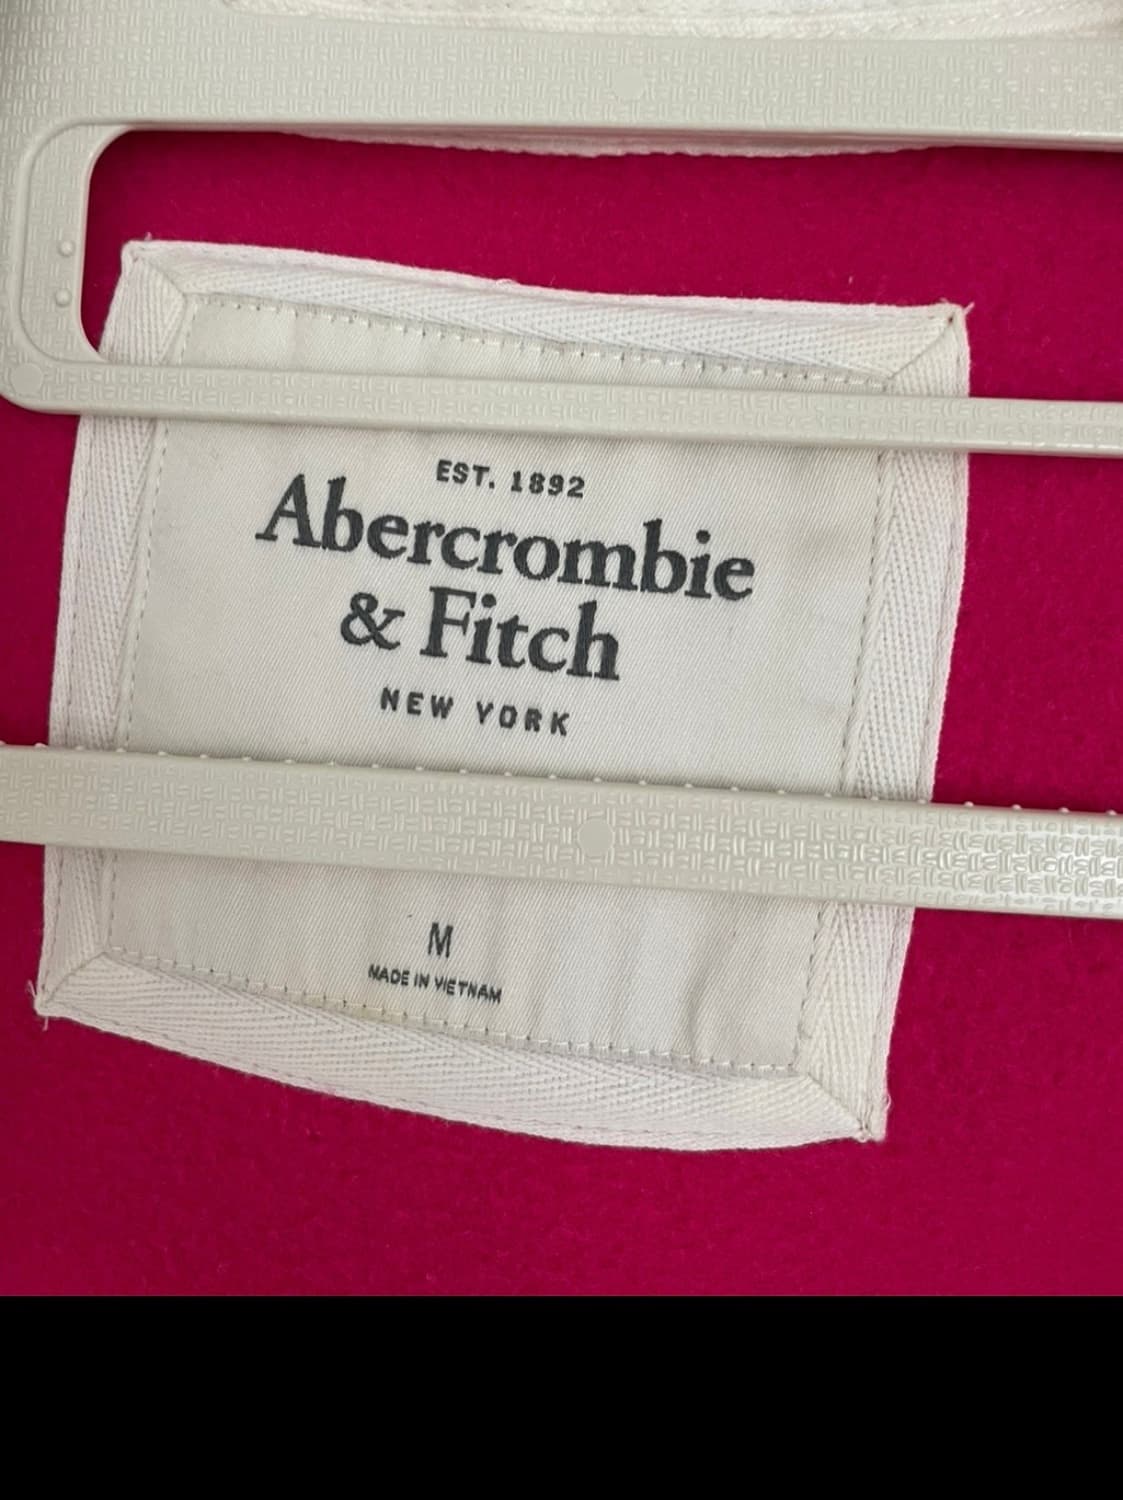 EST. 1892
Abercrombie
& Fitch
NEW YORK
M
MADE IN VIETNAM